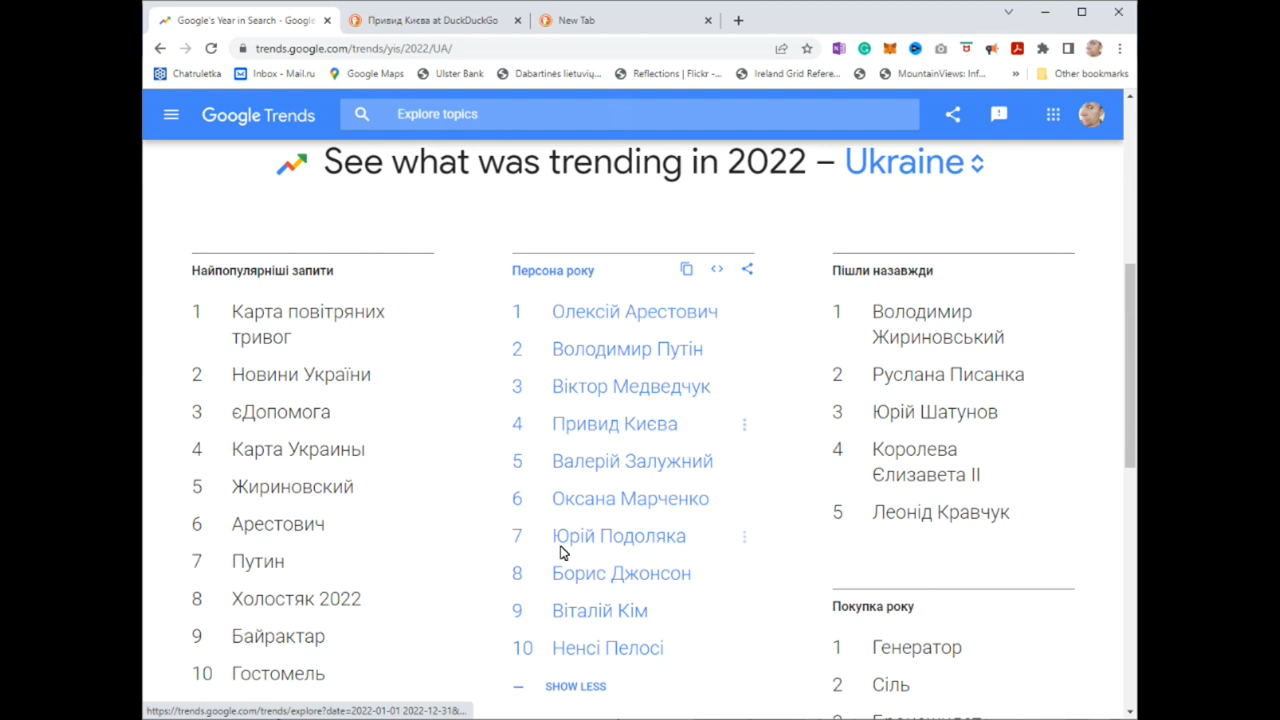 Google's Year in Search - Google
Привид Києва at DuckDuckGo
New Tab
trends.google.com/trends/yis/2022/UA/
Chatruletka
Inbox - Mail.ru
Google Maps
Ulster Bank
Dabartinės lietuvių...
Reflections | Flickr -...
Ireland Grid Refere...
MountainViews: Inf...
»
Other bookmarks
Google Trends
Explore topics
See what was trending in 2022 – Ukraine
Найпопулярніші запити
1 Карта повітряних
тривог
2 Новини України
3 єДопомога
4 Карта Украины
5 Жириновский
6 Арестович
7 Путин
8 Холостяк 2022
9 Байрактар
10 Гостомель
Персона року
1 Олексій Арестович
2 Володимир Путін
3 Віктор Медведчук
4 Привид Києва
5 Валерій Залужний
6 Оксана Марченко
7 Юрій Подоляка
8 Борис Джонсон
9 Віталій Кім
10 Ненсі Пелосі
SHOW LESS
Пішли назавжди
1 Володимир
Жириновський
2 Руслана Писанка
3 Юрій Шатунов
4 Королева
Єлизавета II
5 Леонід Кравчук
Покупка року
1 Генератор
2 Сіль
https://trends.google.com/trends/explore?date=2022-01-01 2022-12-31&...